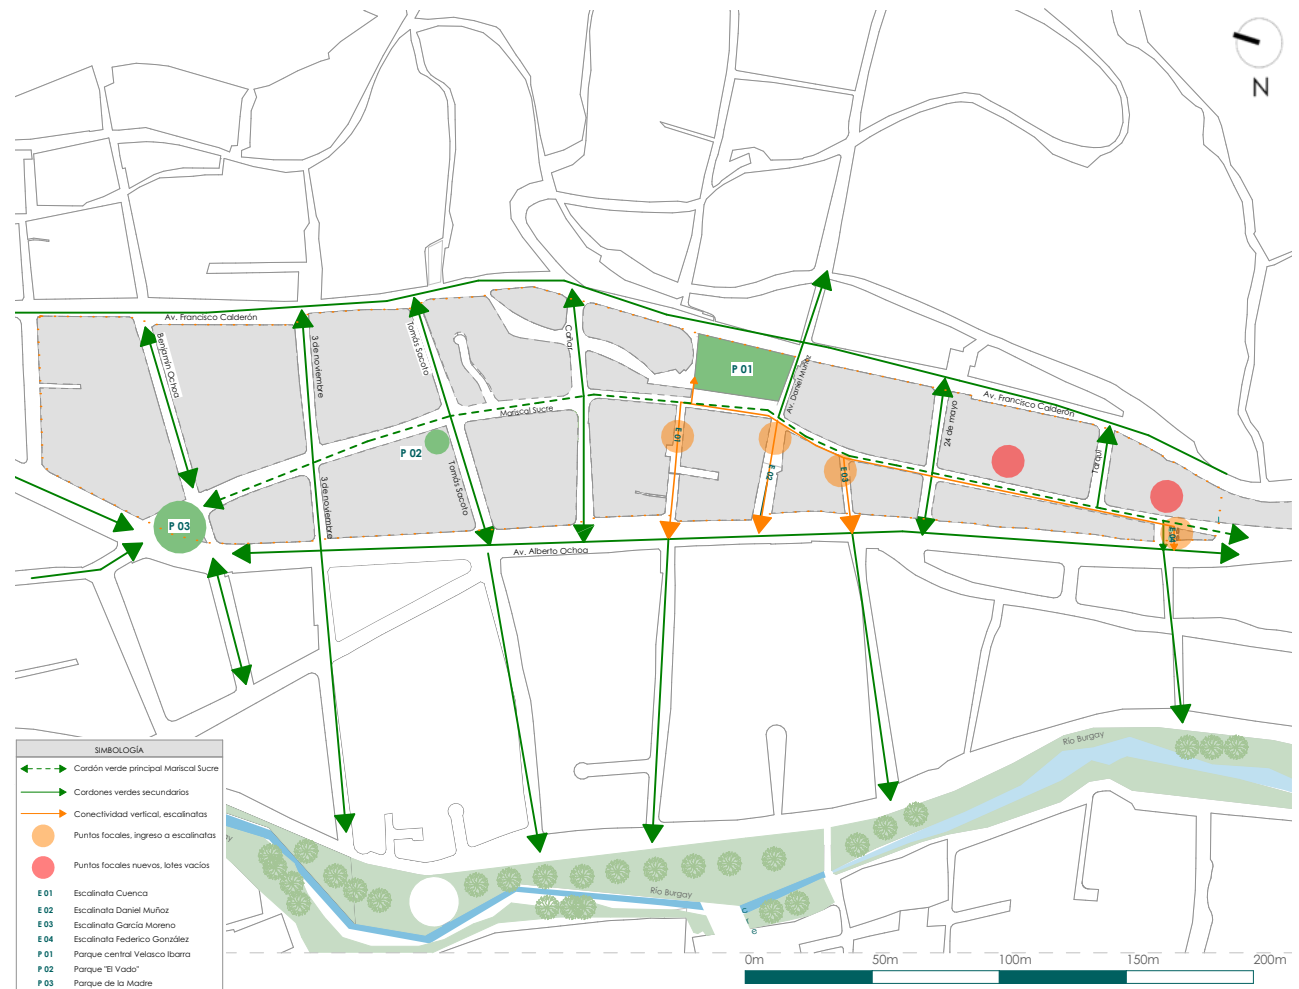 N
Av. Francisco Calderón
Benjamín Ochoa
3 de noviembre
Tomás Sacoto
Cañar
Mariscal Sucre
P 01
Av. Daniel Muñoz
Av. Francisco Calderón
24 de mayo
Tarqui
P 02
E 01
E 02
E 03
E 04
Tomás Sacoto
3 de noviembre
P 03
Av. Alberto Ochoa
Río Burgay
Río Burgay
SIMBOLOGÍA
Cordón verde principal Mariscal Sucre
Cordones verdes secundarios
Conectividad vertical, escalinatas
Puntos focales, ingreso a escalinatas
Puntos focales nuevos, lotes vacíos
E 01 Escalinata Cuenca
E 02 Escalinata Daniel Muñoz
E 03 Escalinata García Moreno
E 04 Escalinata Federico González
P 01 Parque central Velasco Ibarra
P 02 Parque "El Vado"
P 03 Parque de la Madre
0m 50m 100m 150m 200m